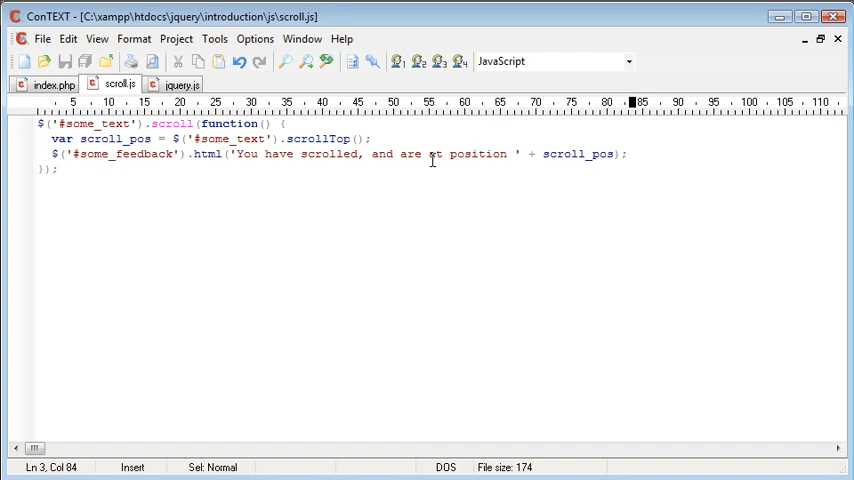 ConTEXT - [C:\xampp\htdocs\jquery\introduction\js\scroll.js]
File Edit View Format Project Tools Options Window Help
JavaScript
index.php scroll.js jquery.js
5 10 15 20 25 30 35 40 45 50 55 60 65 70 75 80 85 90 95 100 105 110
$('#some_text').scroll(function() {
var scroll_pos = $('#some_text').scrollTop();
$('#some_feedback').html('You have scrolled, and are at position ' + scroll_pos);
});
Ln 3, Col 84 Insert Sel: Normal DOS File size: 174